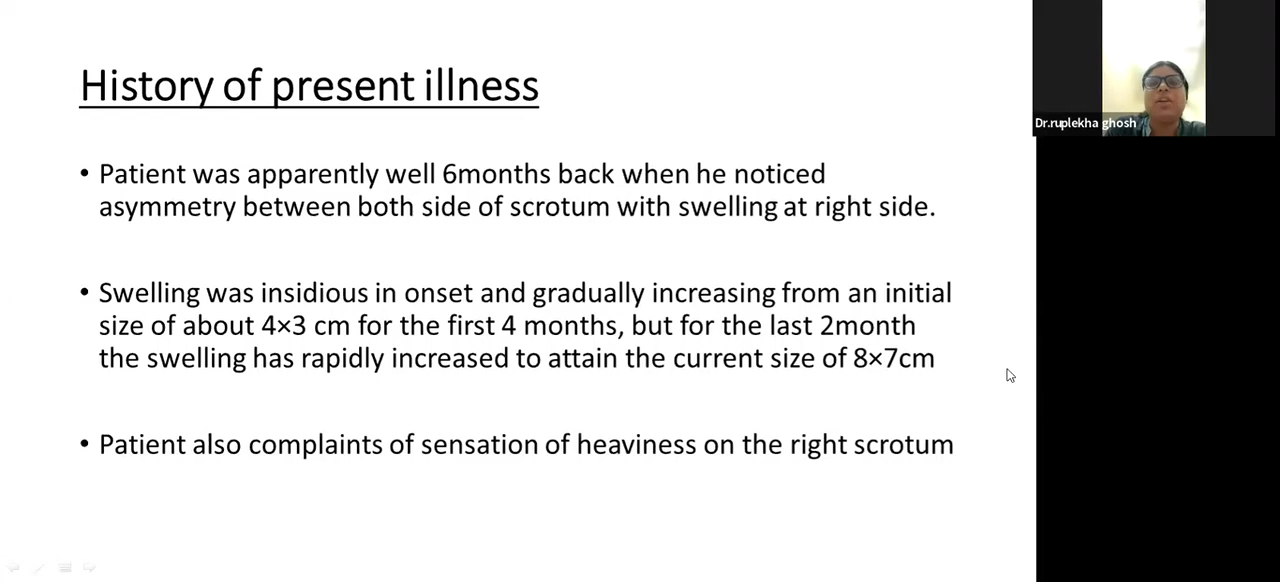 History of present illness
• Patient was apparently well 6months back when he noticed
asymmetry between both side of scrotum with swelling at right side.
• Swelling was insidious in onset and gradually increasing from an initial
size of about 4×3 cm for the first 4 months, but for the last 2month
the swelling has rapidly increased to attain the current size of 8×7cm
• Patient also complaints of sensation of heaviness on the right scrotum
Dr.ruplekha ghosh